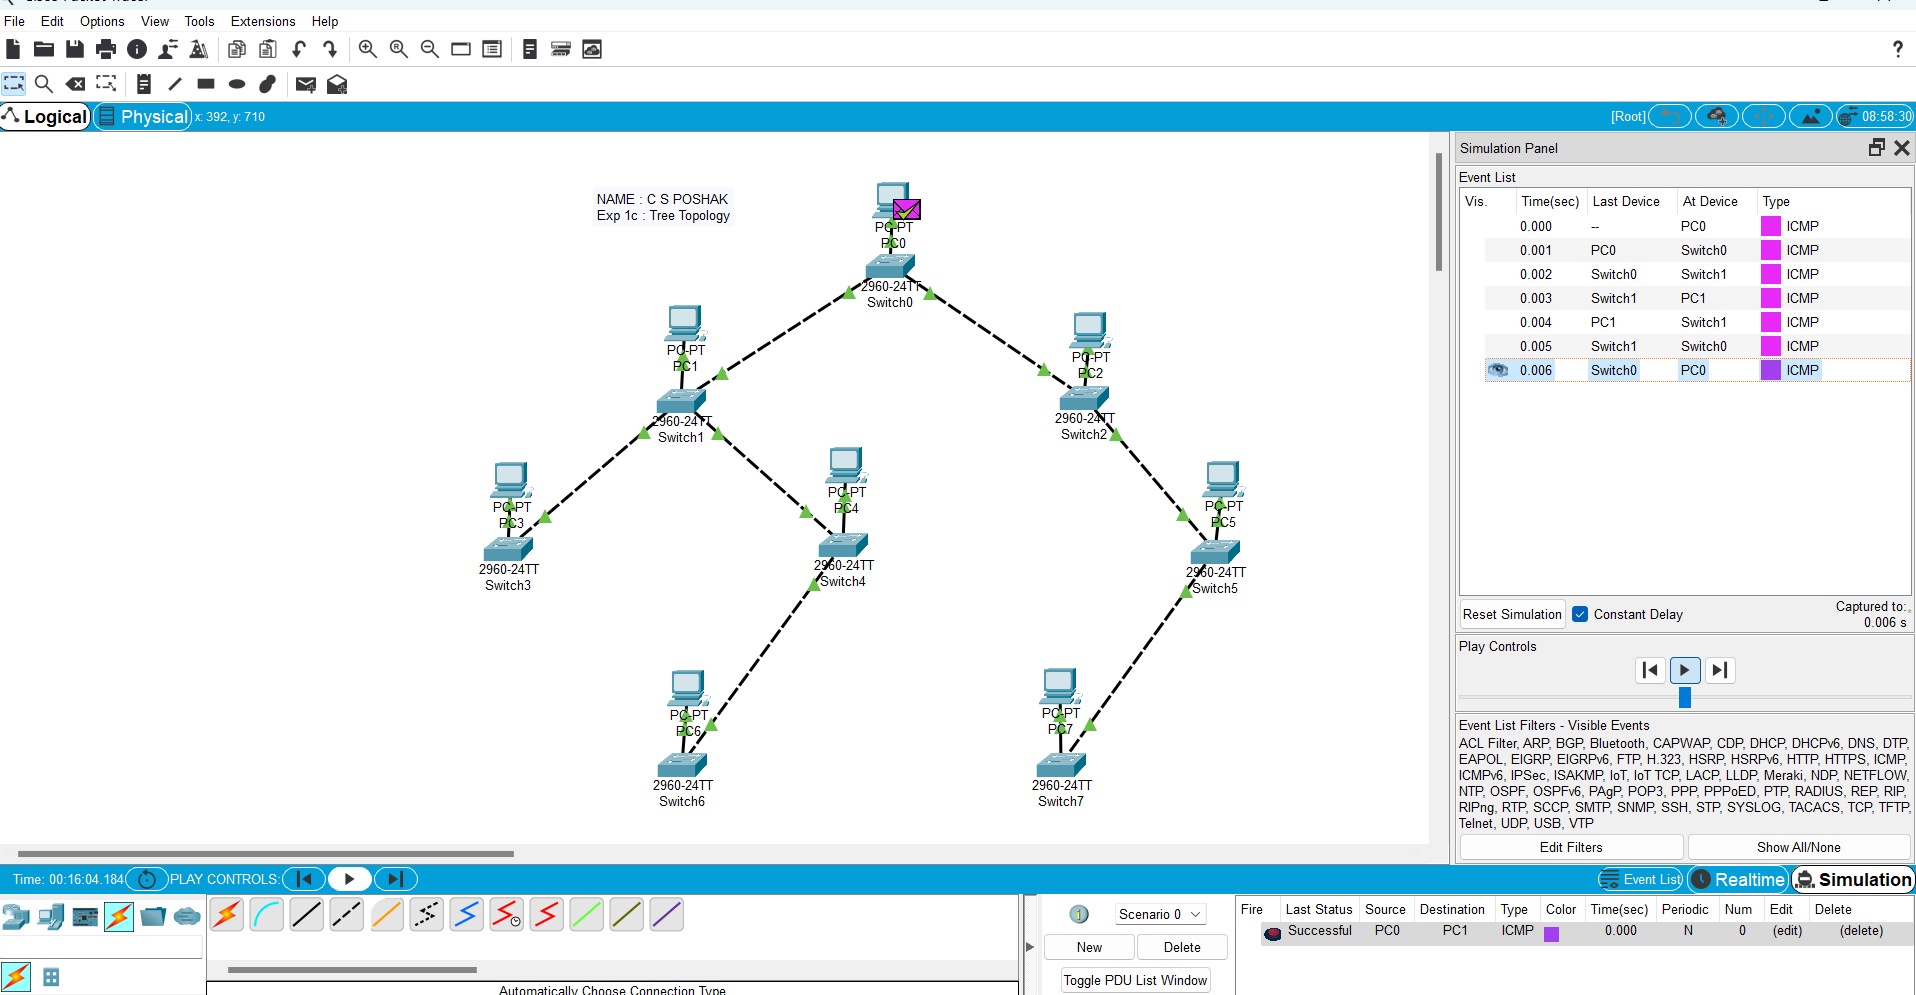 File Edit Options View Tools Extensions Help
?
Logical Physical x: 392, y: 710 [Root] 08:58:30
NAME : C S POSHAK
Exp 1c : Tree Topology
PC-PT
PC0
2960-24TT
Switch0
PC-PT
PC1
2960-24TT
Switch1
PC-PT
PC2
2960-24TT
Switch2
PC-PT
PC3
2960-24TT
Switch3
PC-PT
PC4
2960-24TT
Switch4
PC-PT
PC5
2960-24TT
Switch5
PC-PT
PC6
2960-24TT
Switch6
PC-PT
PC7
2960-24TT
Switch7
Simulation Panel
Event List
Vis. Time(sec) Last Device At Device Type
0.000 -- PC0 ICMP
0.001 PC0 Switch0 ICMP
0.002 Switch0 Switch1 ICMP
0.003 Switch1 PC1 ICMP
0.004 PC1 Switch1 ICMP
0.005 Switch1 Switch0 ICMP
0.006 Switch0 PC0 ICMP
Reset Simulation Constant Delay Captured to:
0.006 s
Play Controls
Event List Filters - Visible Events
ACL Filter, ARP, BGP, Bluetooth, CAPWAP, CDP, DHCP, DHCPv6, DNS, DTP,
EAPOL, EIGRP, EIGRPv6, FTP, H.323, HSRP, HSRPv6, HTTP, HTTPS, ICMP,
ICMPv6, IPSec, ISAKMP, IoT, IoT TCP, LACP, LLDP, Meraki, NDP, NETFLOW,
NTP, OSPF, OSPFv6, PAgP, POP3, PPP, PPPoED, PTP, RADIUS, REP, RIP,
RIPng, RTP, SCCP, SMTP, SNMP, SSH, STP, SYSLOG, TACACS, TCP, TFTP,
Telnet, UDP, USB, VTP
Edit Filters Show All/None
Time: 00:16:04.184 PLAY CONTROLS: Event List Realtime Simulation
Scenario 0
New Delete
Toggle PDU List Window
Fire Last Status Source Destination Type Color Time(sec) Periodic Num Edit Delete
Successful PC0 PC1 ICMP 0.000 N 0 (edit) (delete)
Automatically Choose Connection Type